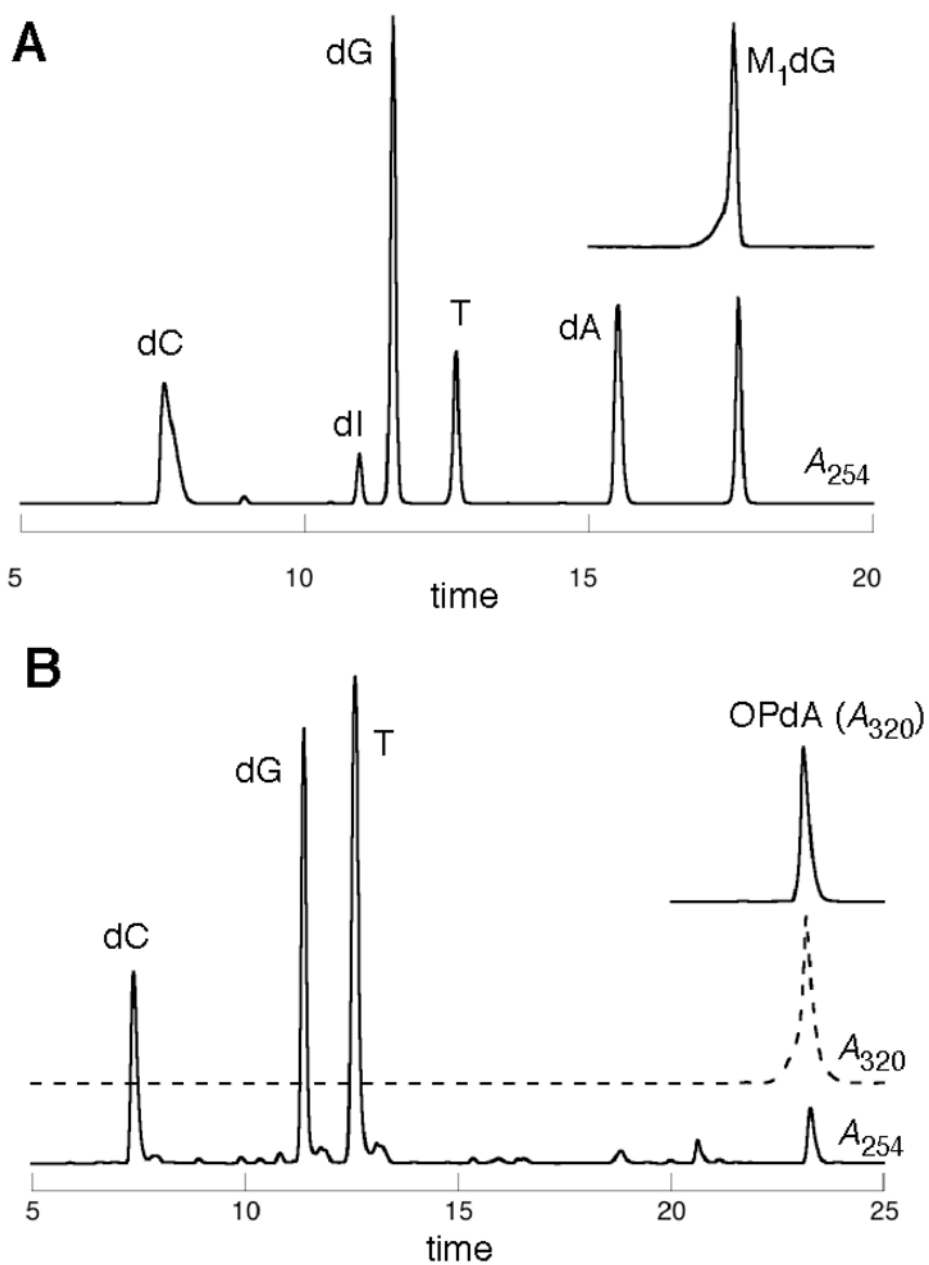 A
dG
M₁dG
T
dA
dC
dI
A₂₅₄
5 10 15 20
time
B
OPdA (A₃₂₀)
T
dG
dC
A₃₂₀
A₂₅₄
5 10 15 20 25
time